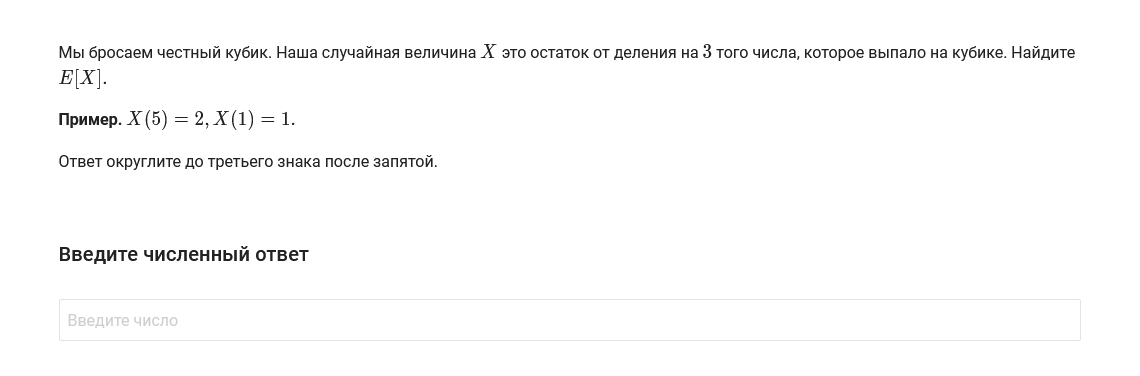 Мы бросаем честный кубик. Наша случайная величина X это остаток от деления на 3 того числа, которое выпало на кубике. Найдите
E[X].
Пример. X(5) = 2, X(1) = 1.
Ответ округлите до третьего знака после запятой.
Введите численный ответ
Введите число